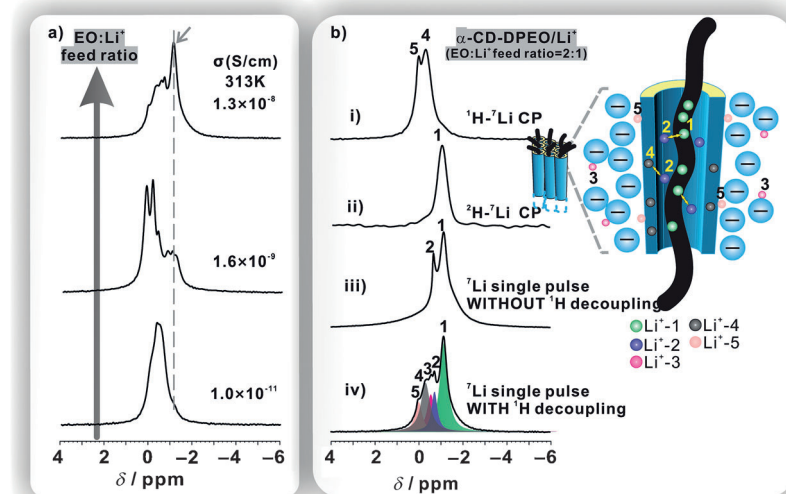 a)
EO:Li⁺
feed ratio
σ(S/cm)
313K
1.3×10⁻⁸
1.6×10⁻⁹
1.0×10⁻¹¹
4 2 0 −2 −4 −6
δ / ppm
b)
α-CD-DPEO/Li⁺
(EO:Li⁺feed ratio=2:1)
5 4
i)
¹H-⁷Li CP
1
ii)
²H-⁷Li CP
2 1
iii)
⁷Li single pulse
WITHOUT ¹H decoupling
5 4 3 2 1
iv)
⁷Li single pulse
WITH ¹H decoupling
4 2 0 −2 −4 −6
δ / ppm
5
2 1
4 2
3
3
5
Li⁺-1 Li⁺-4
Li⁺-2 Li⁺-5
Li⁺-3